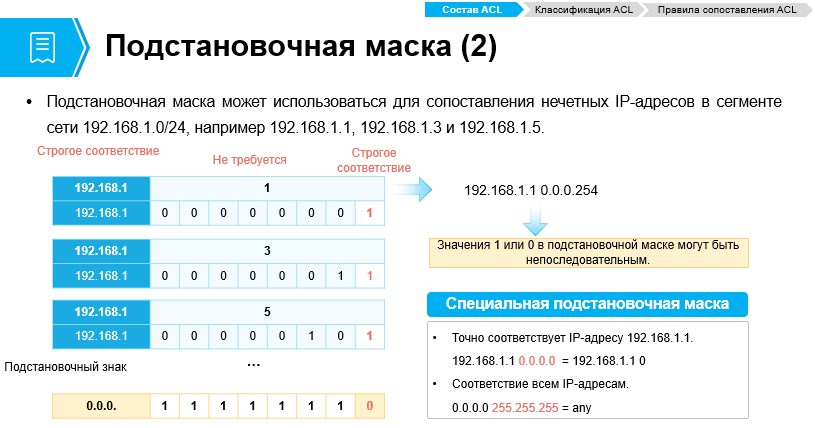 Состав ACL
Классификация ACL
Правила сопоставления ACL
Подстановочная маска (2)
• Подстановочная маска может использоваться для сопоставления нечетных IP-адресов в сегменте
сети 192.168.1.0/24, например 192.168.1.1, 192.168.1.3 и 192.168.1.5.
Строгое соответствие
Не требуется
Строгое
соответствие
192.168.1 1
192.168.1 0 0 0 0 0 0 0 1
192.168.1.1 0.0.0.254
192.168.1 3
192.168.1 0 0 0 0 0 0 1 1
Значения 1 или 0 в подстановочной маске могут быть
непоследовательным.
192.168.1 5
192.168.1 0 0 0 0 0 1 0 1
Подстановочный знак
...
0.0.0. 1 1 1 1 1 1 1 0
Специальная подстановочная маска
• Точно соответствует IP-адресу 192.168.1.1.
192.168.1.1 0.0.0.0 = 192.168.1.1 0
• Соответствие всем IP-адресам.
0.0.0.0 255.255.255 = any